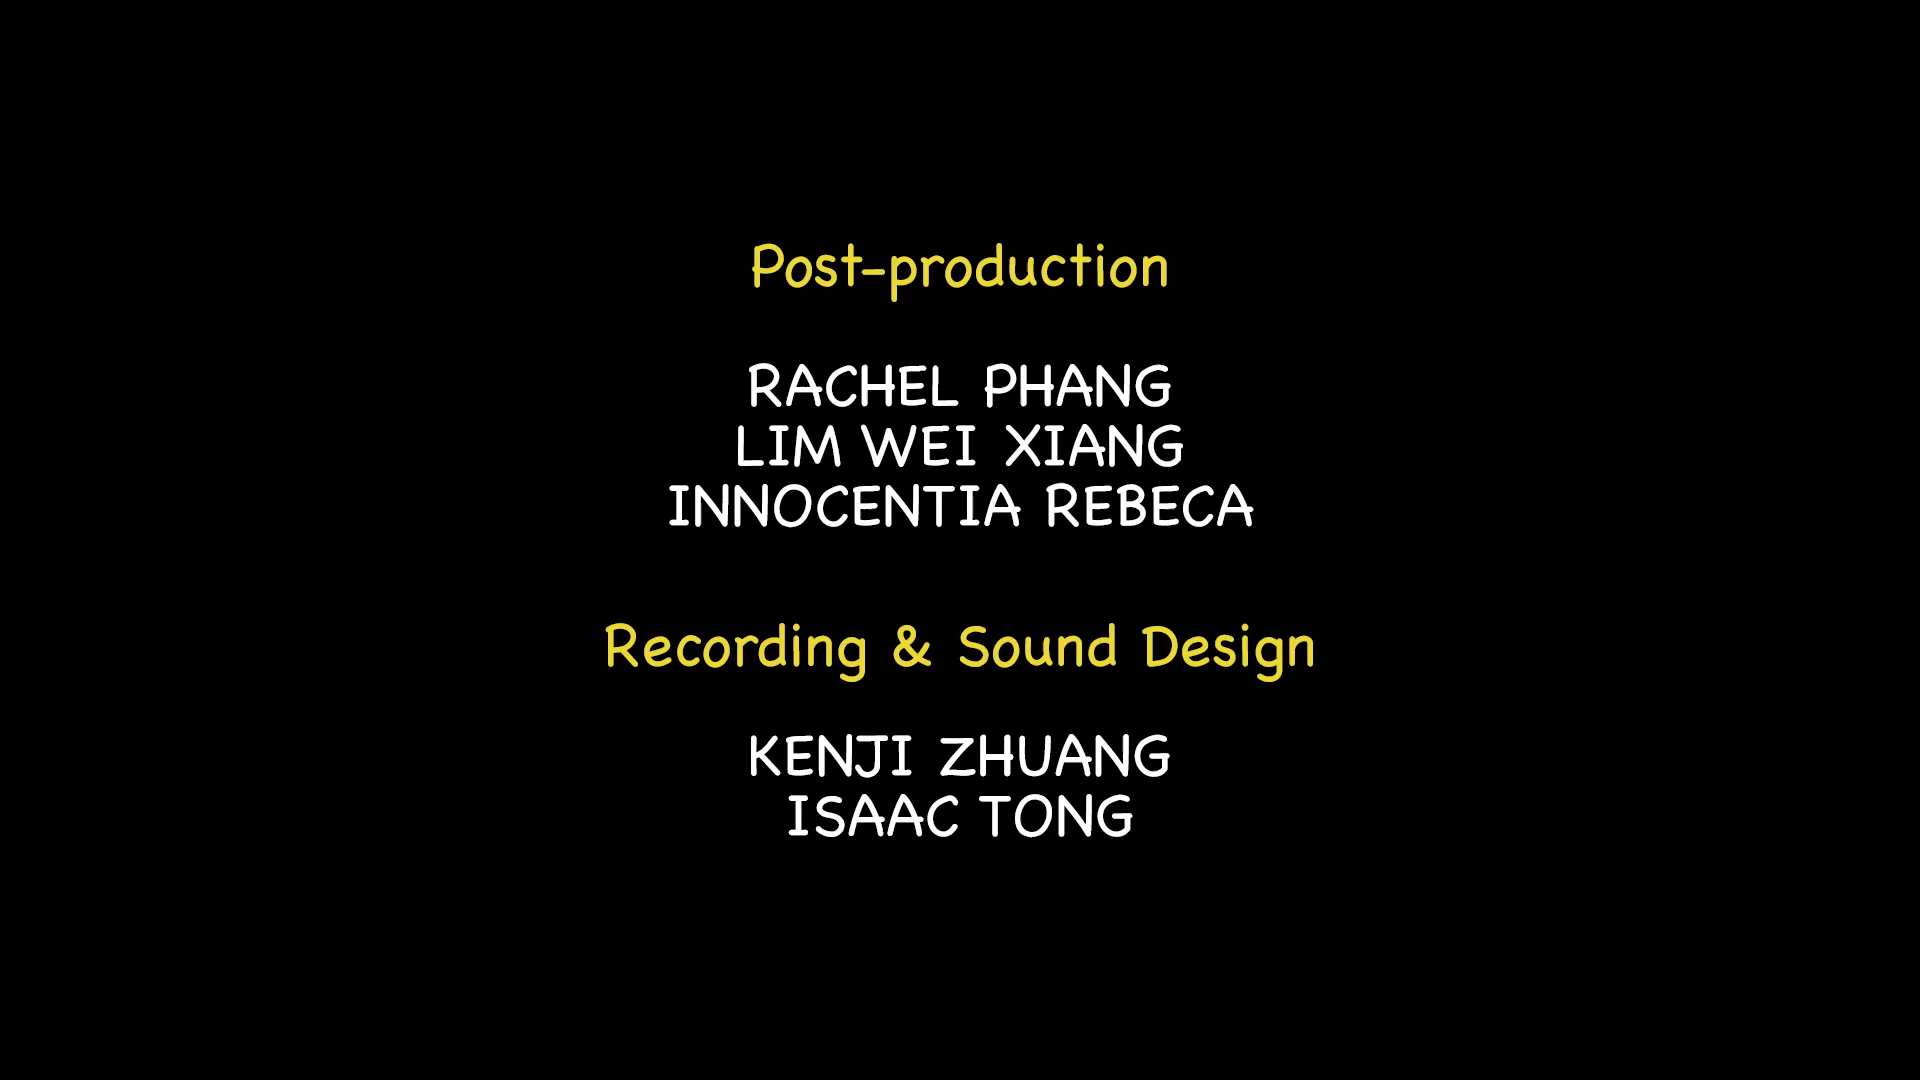 Post-production
RACHEL PHANG
LIM WEI XIANG
INNOCENTIA REBECA
Recording & Sound Design
KENJI ZHUANG
ISAAC TONG